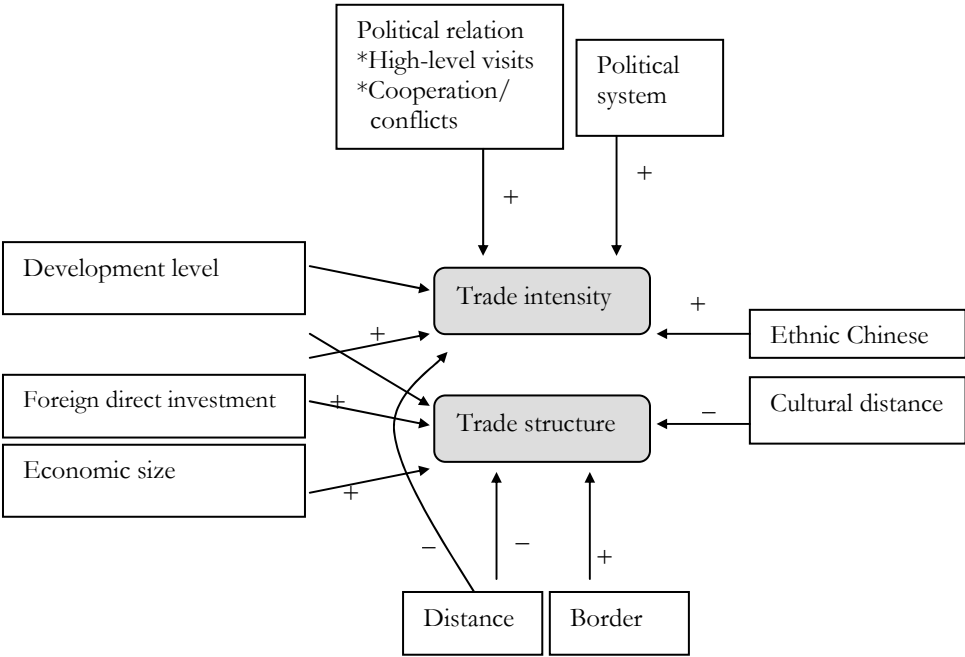 Political relation
*High-level visits
*Cooperation/
conflicts
Political
system
+
+
Development level
Trade intensity
+
+
Ethnic Chinese
Foreign direct investment
+
Trade structure
–
Cultural distance
Economic size
+
–
–
+
Distance
Border